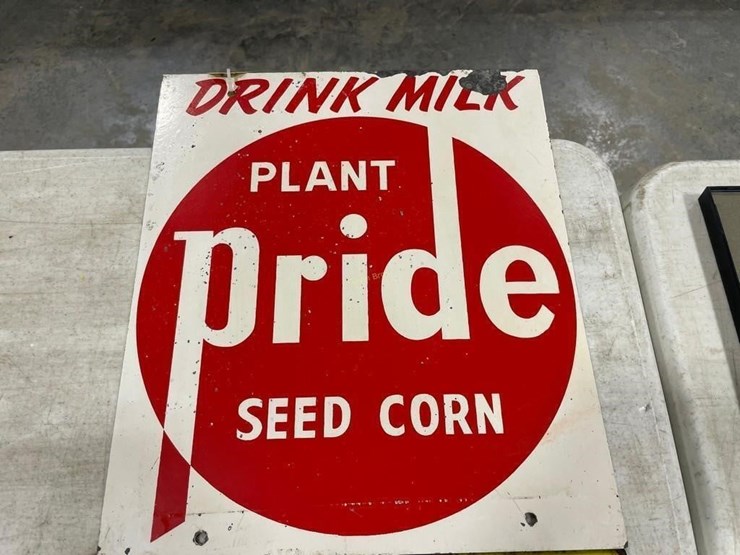 DRINK MILK
PLANT
pride
SEED CORN